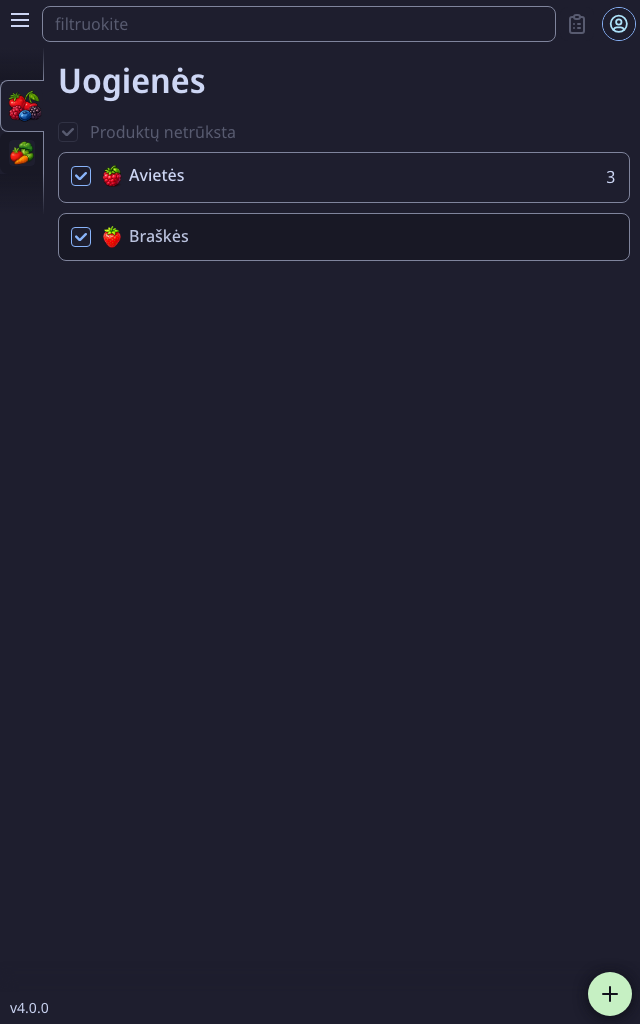 filtruokite
Uogienės
Produktų netrūksta
Avietės 3
Braškės
v4.0.0